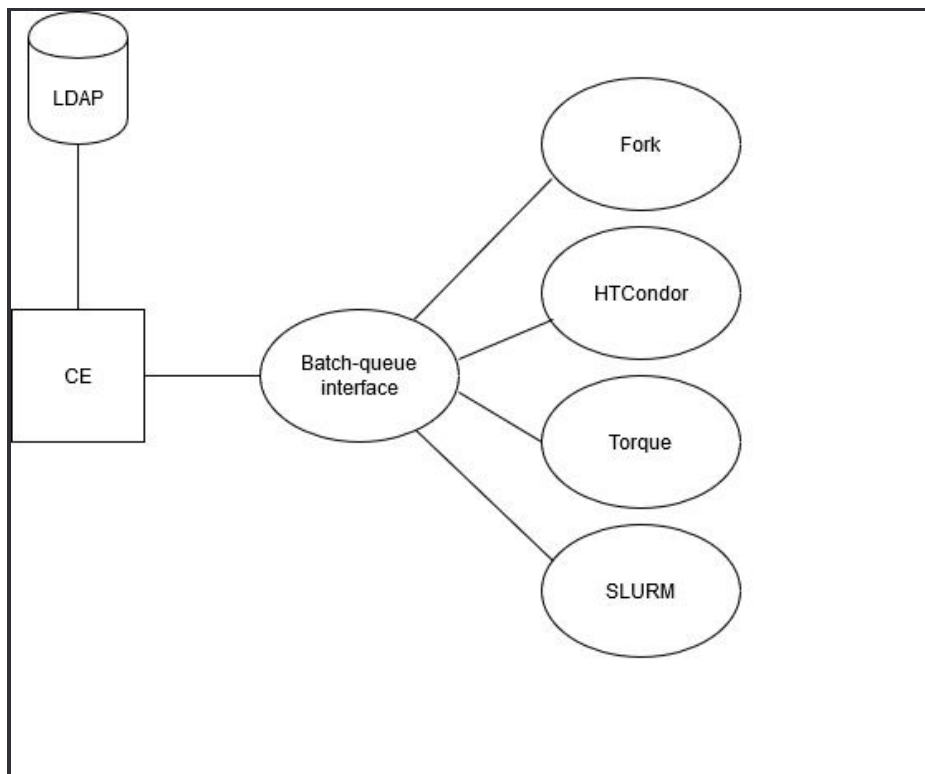 LDAP
Fork
HTCondor
CE
Batch-queue
interface
Torque
SLURM